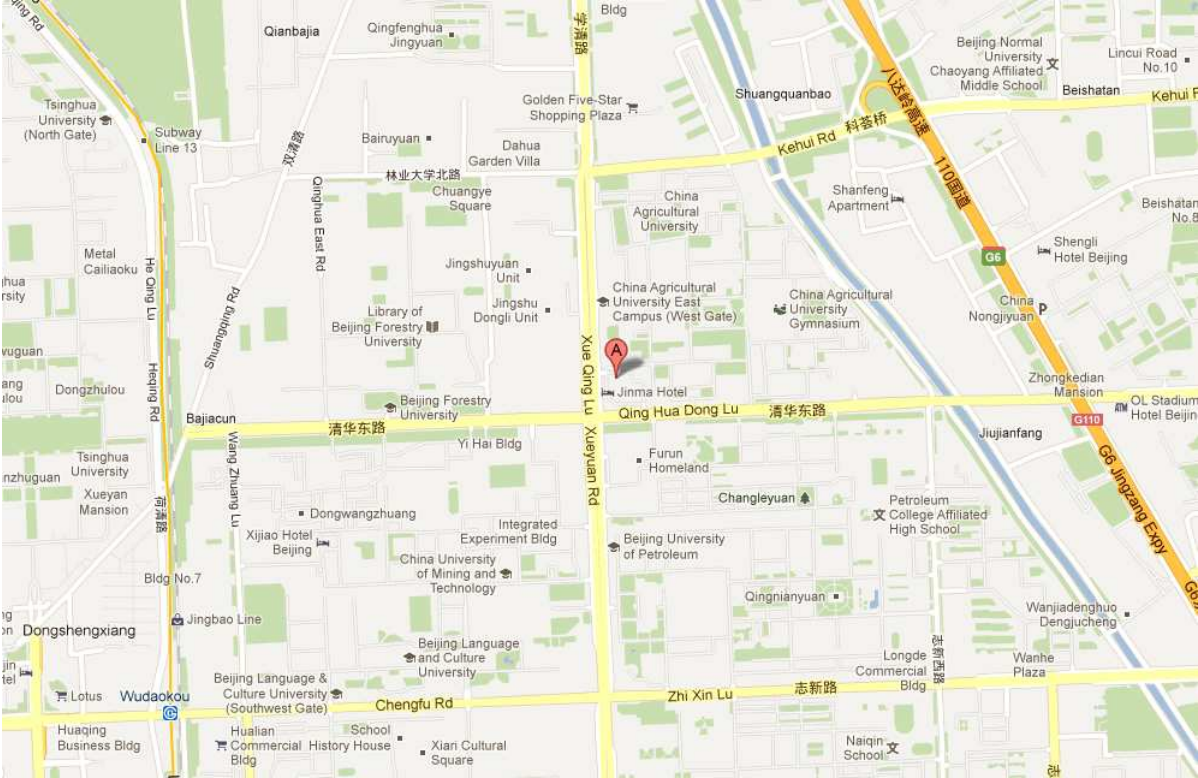 Qing Rd
Qianbajia
Qingfenghua
Jingyuan
学清路
Bldg
八达岭高速
Beijing Normal
University
Chaoyang Affiliated
Middle School
Lincui Road
No.10
Beishatan
Kehui R
Tsinghua
University
(North Gate)
Subway
Line 13
双清路
Bairuyuan
Golden Five-Star
Shopping Plaza
Dahua
Garden Villa
Shuangquanbao
Kehui Rd
科荟桥
110国道
林业大学北路
Chuangye
Square
Qinghua East Rd
China
Agricultural
University
Shanfeng
Apartment
Beishatan
No.8
Metal
Cailiaoku
He Qing Lu
Jingshuyuan
Unit
G6
Shengli
Hotel Beijing
hua
rsity
Shuangqing Rd
Library of
Beijing Forestry
University
Jingshu
Dongli Unit
China Agricultural
University East
Campus (West Gate)
China Agricultural
University
Gymnasium
China
Nongjiyuan
P
wuguan
Xue Qing Lu
A
ang
ulou
Dongzhulou
Heqing Rd
Jinma Hotel
Zhongkedian
Mansion
Bajiacun
Beijing Forestry
University
清华东路
Qing Hua Dong Lu
清华东路
G110
ATM
OL Stadium
Hotel Beijin
Yi Hai Bldg
Xueyuan Rd
Jiujianfang
nzhuguan
Tsinghua
University
Wang Zhuang Lu
Furun
Homeland
G6 Jingzang Expy
Xueyan
Mansion
荷清路
Dongwangzhuang
Changleyuan
文
Petroleum
College Affiliated
High School
Xijiao Hotel
Beijing
Integrated
Experiment Bldg
Beijing University
of Petroleum
China University
of Mining and
Technology
Bldg No.7
Qingnianyuan
G6
ng
on
Dongshengxiang
Jingbao Line
Wanjiadenghuo
Dengjucheng
jin
tel
Beijing Language
and Culture
University
志新西路
Longde
Commercial
Bldg
Wanhe
Plaza
Lotus
Wudaokou
Beijing Language &
Culture University
(Southwest Gate)
Chengfu Rd
Zhi Xin Lu
志新路
Huaqing
Business Bldg
Hualian
Commercial
Bldg
School
History House
Xiari Cultural
Square
Naiqin
School
文
志